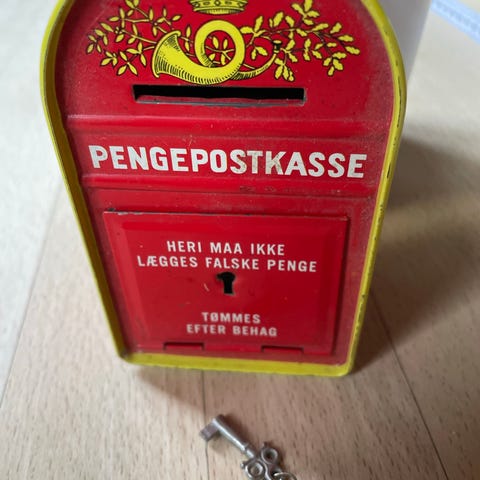 PENGEPOSTKASSE
HERI MAA IKKE
LÆGGES FALSKE PENGE
TØMMES
EFTER BEHAG